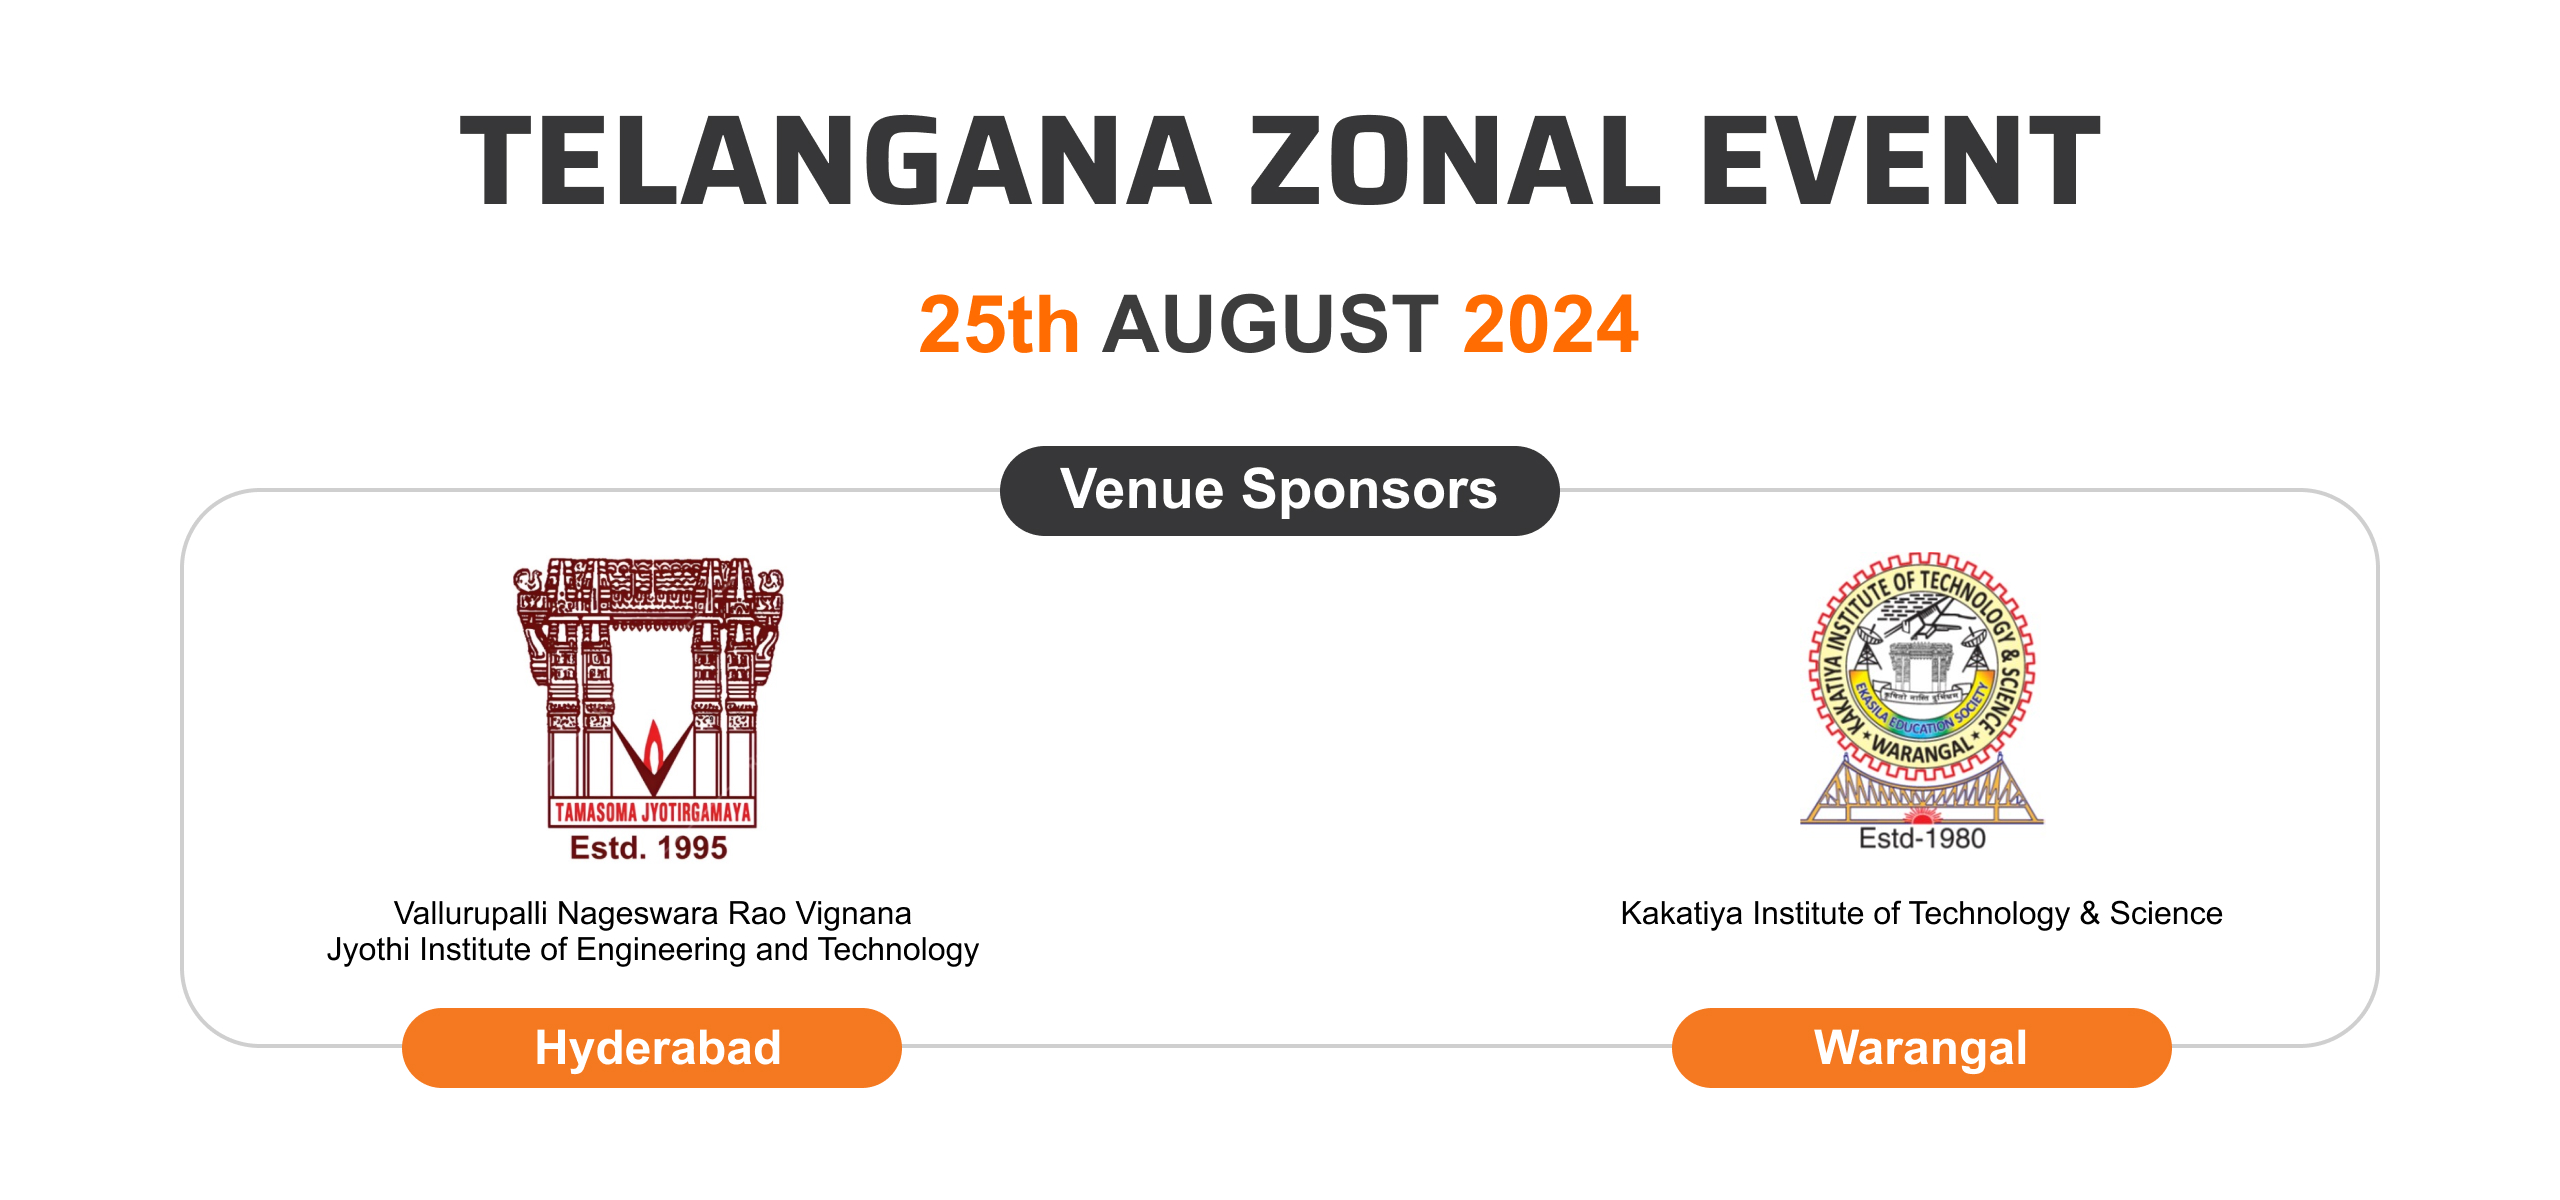 TELANGANA ZONAL EVENT
25th AUGUST 2024
Venue Sponsors
TAMASOMA JYOTIRGAMAYA
Estd. 1995
Vallurupalli Nageswara Rao Vignana
Jyothi Institute of Engineering and Technology
Hyderabad
KAKATIYA INSTITUTE OF TECHNOLOGY & SCIENCE
★ WARANGAL ★
EKASILA EDUCATION SOCIETY
Estd-1980
Kakatiya Institute of Technology & Science
Warangal